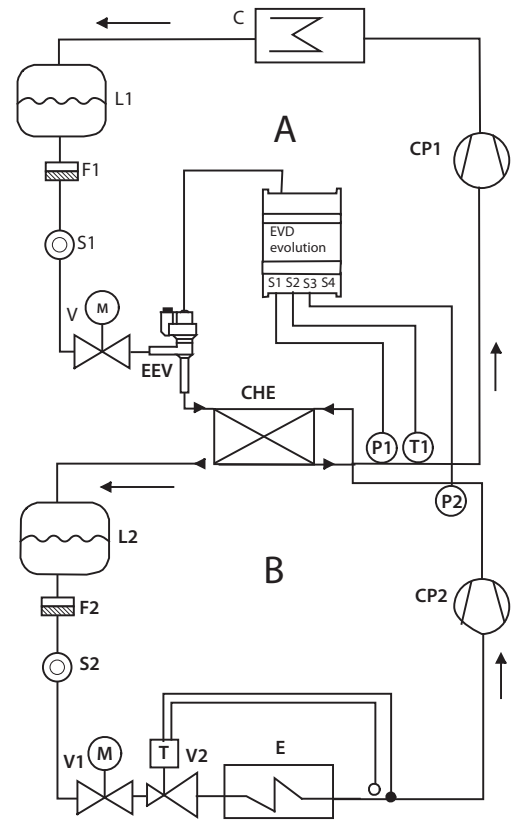 C
L1
A
CP1
F1
EVD
evolution
S1
S1 S2 S3 S4
V
M
EEV
CHE
P1
T1
P2
L2
B
CP2
F2
S2
V1
M
T
V2
E